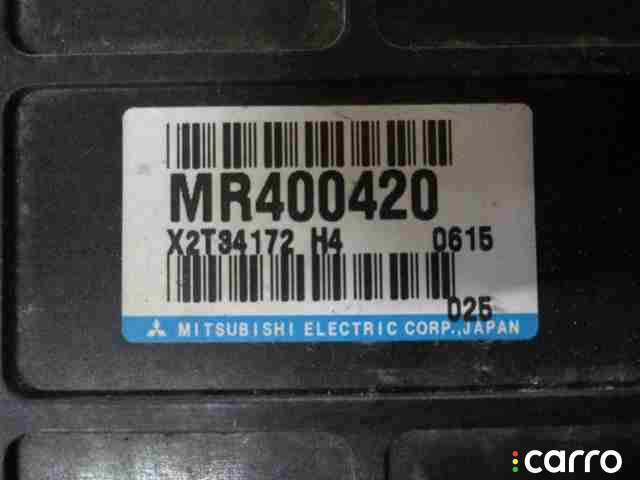 MR400420
X2T34172 H4 0615
025
MITSUBISHI ELECTRIC CORP.,JAPAN
carro